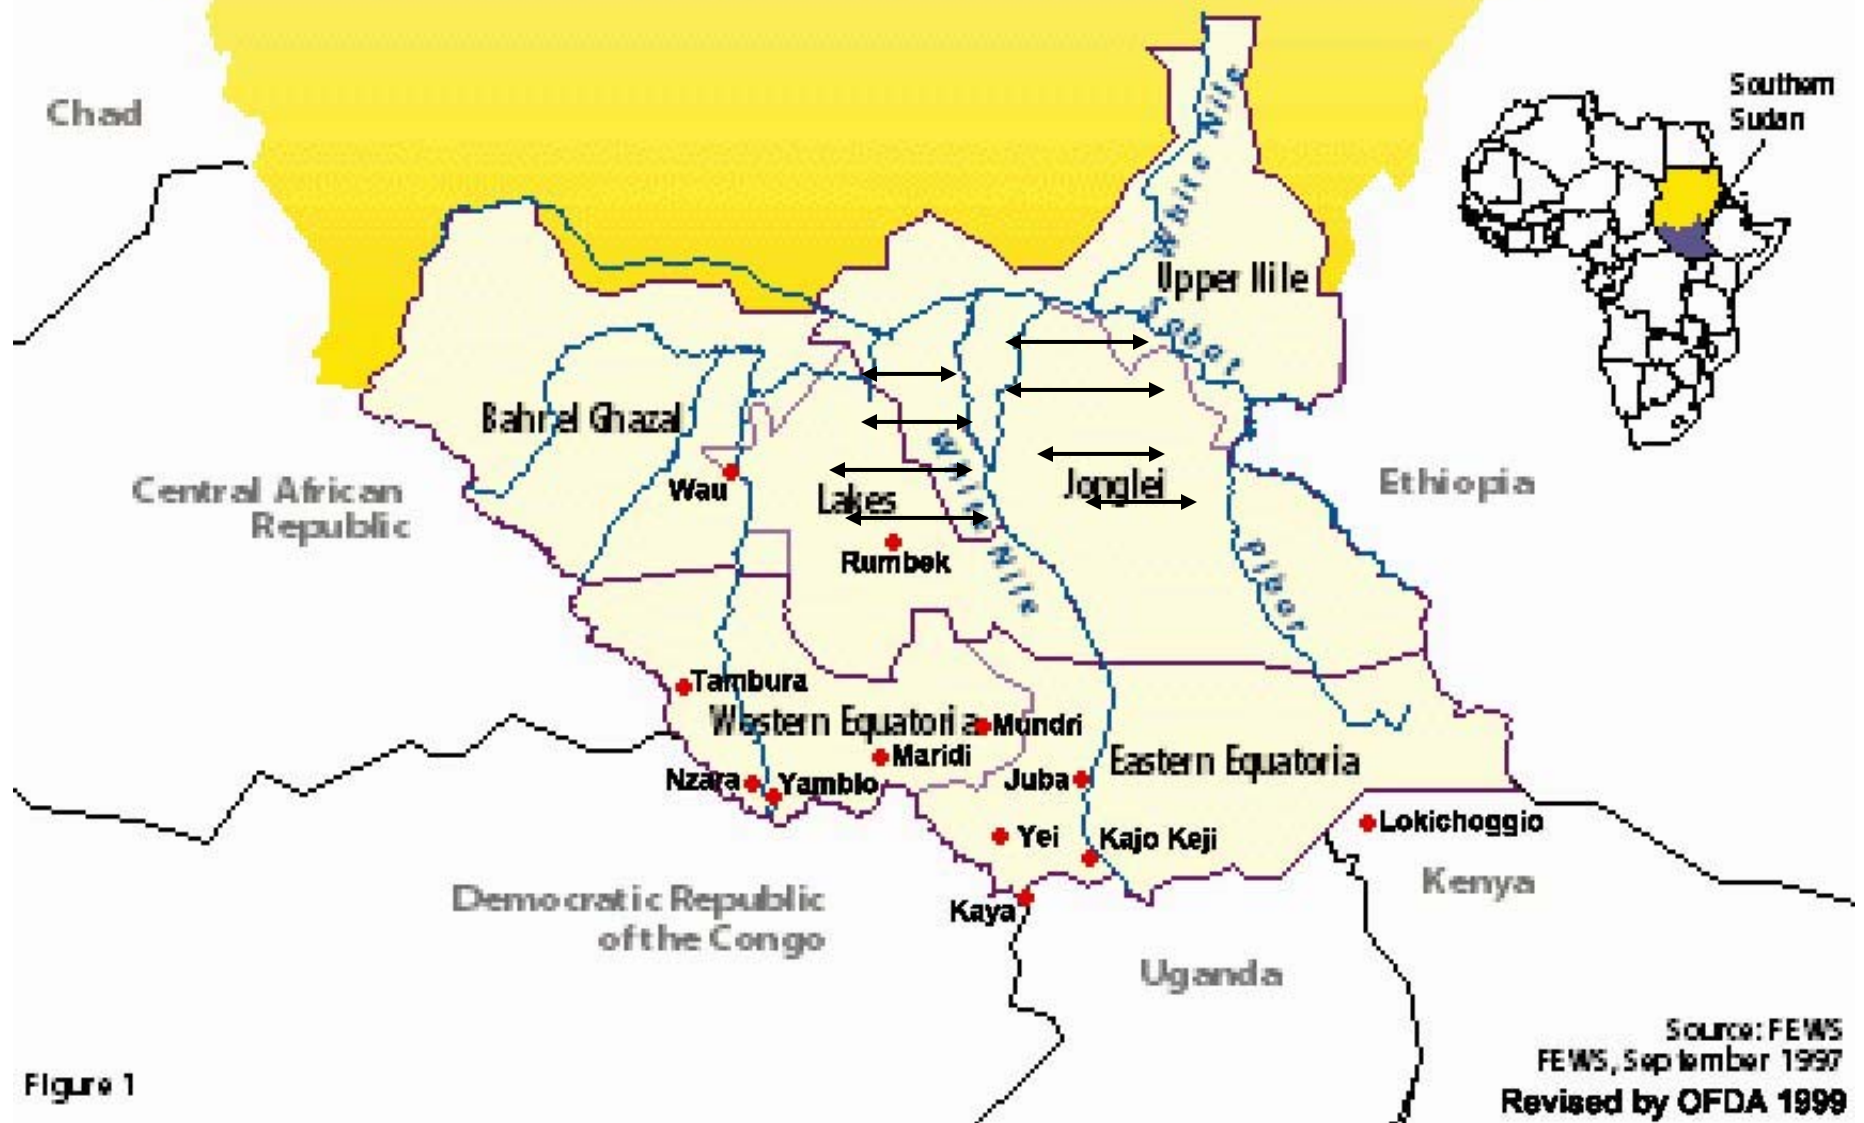 Chad
Southern
Sudan
White Nile
Upper Nile
Sobot
Bahr el Ghazal
Wau
Lakes
White Nile
Jonglei
Ethiopia
Central African
Republic
Rumbek
Pibor
Tambura
Western Equatoria
Mundri
Maridi
Nzara
Yambio
Juba
Eastern Equatoria
Lokichoggio
Yei
Kajo Keji
Kenya
Kaya
Democratic Republic
of the Congo
Uganda
Source: FEWS
FEWS, September 1997
Revised by OFDA 1999
Figure 1